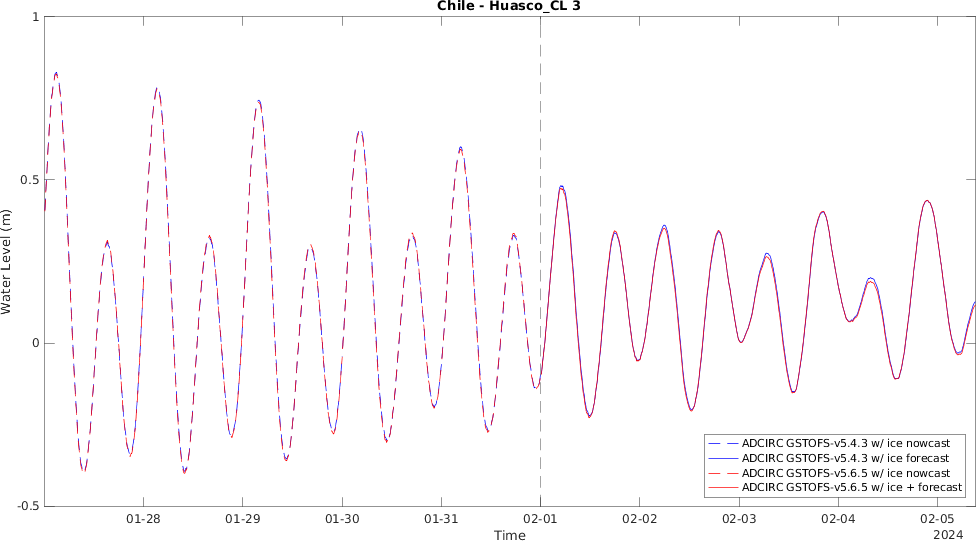 Chile - Huasco_CL 3
1
0.5
0
-0.5
Water Level (m)
01-28 01-29 01-30 01-31 02-01 02-02 02-03 02-04 02-05
Time
2024
ADCIRC GSTOFS-v5.4.3 w/ ice nowcast
ADCIRC GSTOFS-v5.4.3 w/ ice forecast
ADCIRC GSTOFS-v5.6.5 w/ ice nowcast
ADCIRC GSTOFS-v5.6.5 w/ ice + forecast